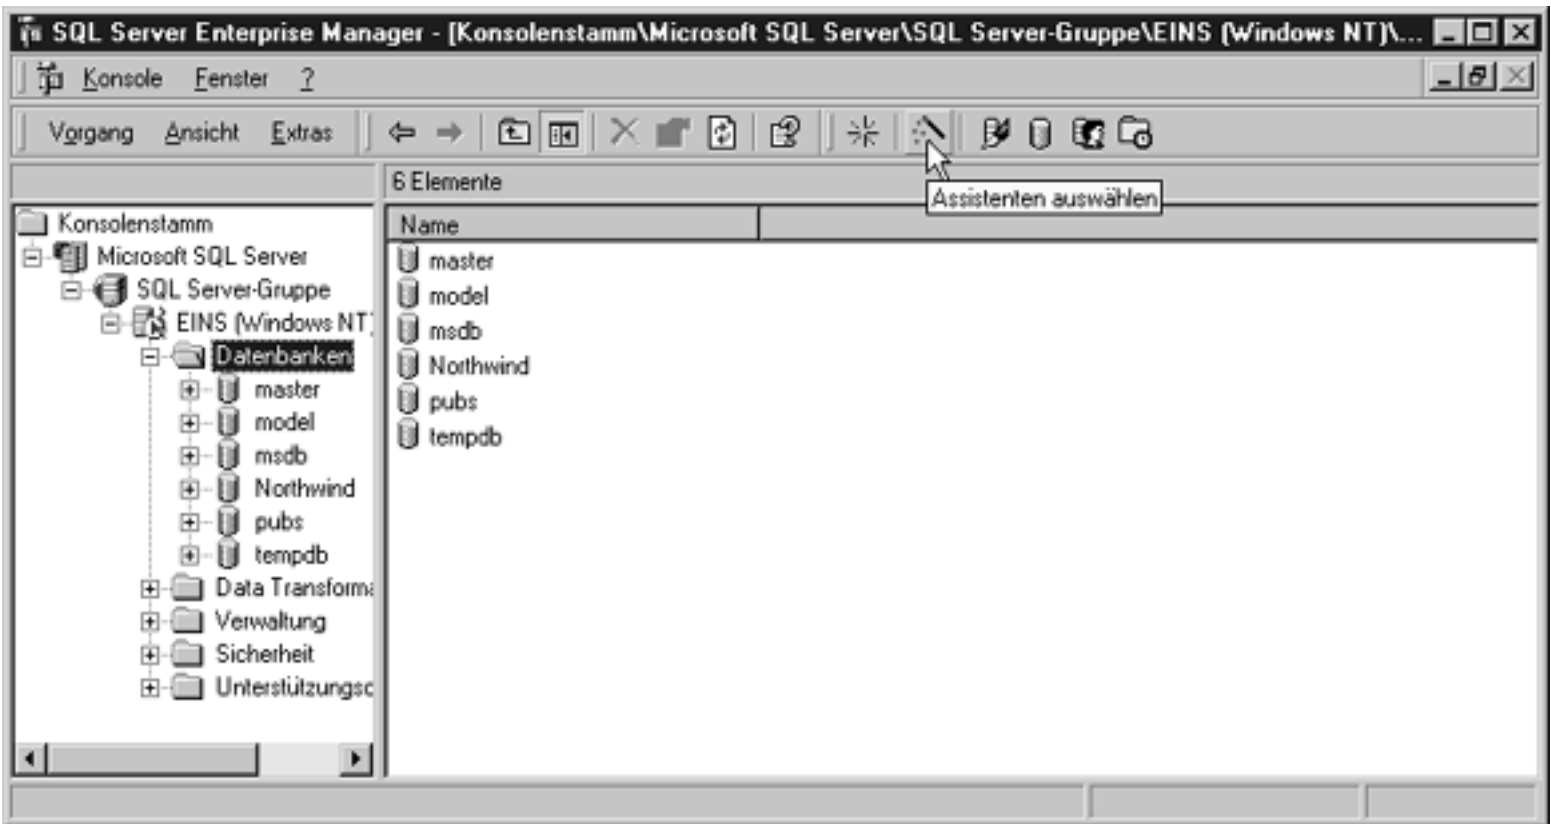 SQL Server Enterprise Manager - [Konsolenstamm\Microsoft SQL Server\SQL Server-Gruppe\EINS (Windows NT)\...
Konsole Fenster ?
Vorgang Ansicht Extras
6 Elemente
Assistenten auswählen
Konsolenstamm
Microsoft SQL Server
SQL Server-Gruppe
EINS (Windows NT)
Datenbanken
master
model
msdb
Northwind
pubs
tempdb
Data Transforma
Verwaltung
Sicherheit
Unterstützungsc
Name
master
model
msdb
Northwind
pubs
tempdb